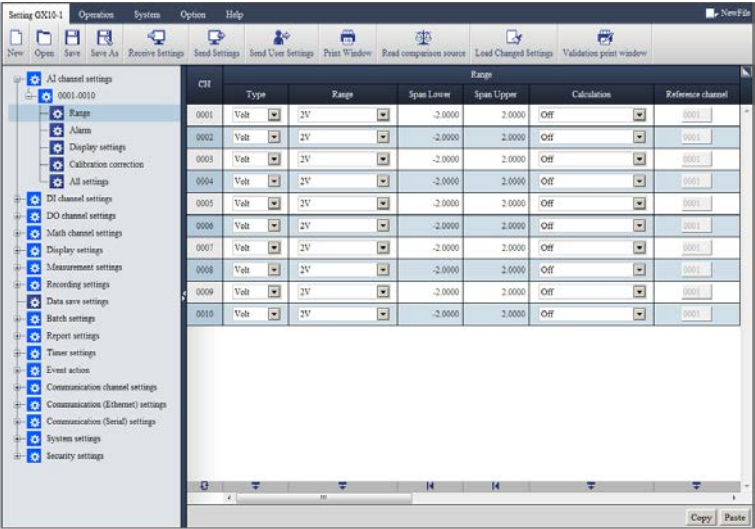 Setting GX10-1 Operation System Option Help NewFile
New Open Save Save As Receive Settings Send Settings Send User Settings Print Window Read comparison source Load Changed Settings Validation print window
AI channel settings
0001-0010
Range
Alarm
Display settings
Calibration correction
All settings
DI channel settings
DO channel settings
Math channel settings
Display settings
Measurement settings
Recording settings
Data save settings
Batch settings
Report settings
Timer settings
Event action
Communication channel settings
Communication (Ethernet) settings
Communication (Serial) settings
System settings
Security settings
Range
CH Type Range Span Lower Span Upper Calculation Reference channel
0001 Volt 2V -2.0000 2.0000 Off 0001
0002 Volt 2V -2.0000 2.0000 Off 0001
0003 Volt 2V -2.0000 2.0000 Off 0001
0004 Volt 2V -2.0000 2.0000 Off 0001
0005 Volt 2V -2.0000 2.0000 Off 0001
0006 Volt 2V -2.0000 2.0000 Off 0001
0007 Volt 2V -2.0000 2.0000 Off 0001
0008 Volt 2V -2.0000 2.0000 Off 0001
0009 Volt 2V -2.0000 2.0000 Off 0001
0010 Volt 2V -2.0000 2.0000 Off 0001
Copy Paste